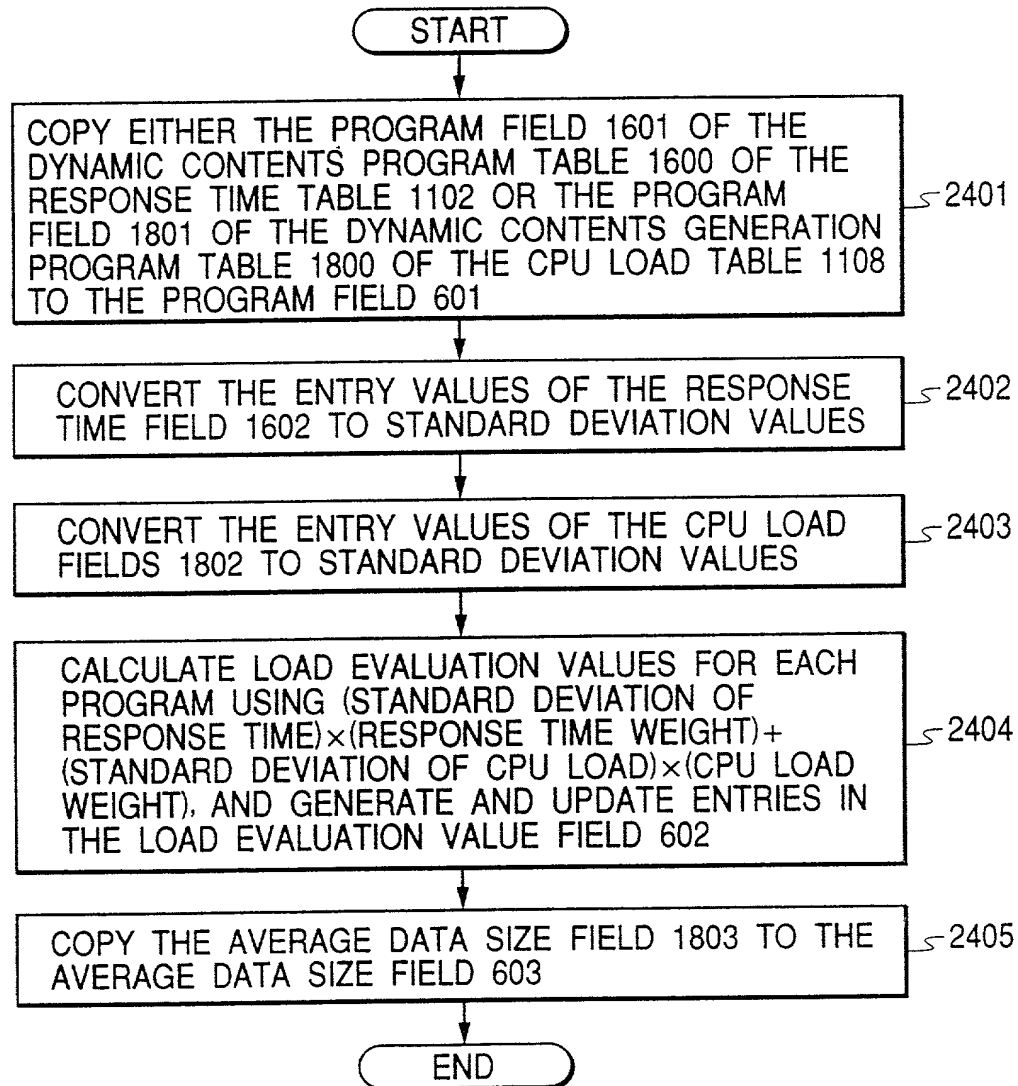 START
COPY EITHER THE PROGRAM FIELD 1601 OF THE
DYNAMIC CONTENTS PROGRAM TABLE 1600 OF THE
RESPONSE TIME TABLE 1102 OR THE PROGRAM
FIELD 1801 OF THE DYNAMIC CONTENTS GENERATION
PROGRAM TABLE 1800 OF THE CPU LOAD TABLE 1108
TO THE PROGRAM FIELD 601
2401
CONVERT THE ENTRY VALUES OF THE RESPONSE
TIME FIELD 1602 TO STANDARD DEVIATION VALUES
2402
CONVERT THE ENTRY VALUES OF THE CPU LOAD
FIELDS 1802 TO STANDARD DEVIATION VALUES
2403
CALCULATE LOAD EVALUATION VALUES FOR EACH
PROGRAM USING (STANDARD DEVIATION OF
RESPONSE TIME)×(RESPONSE TIME WEIGHT)+
(STANDARD DEVIATION OF CPU LOAD)×(CPU LOAD
WEIGHT), AND GENERATE AND UPDATE ENTRIES IN
THE LOAD EVALUATION VALUE FIELD 602
2404
COPY THE AVERAGE DATA SIZE FIELD 1803 TO THE
AVERAGE DATA SIZE FIELD 603
2405
END